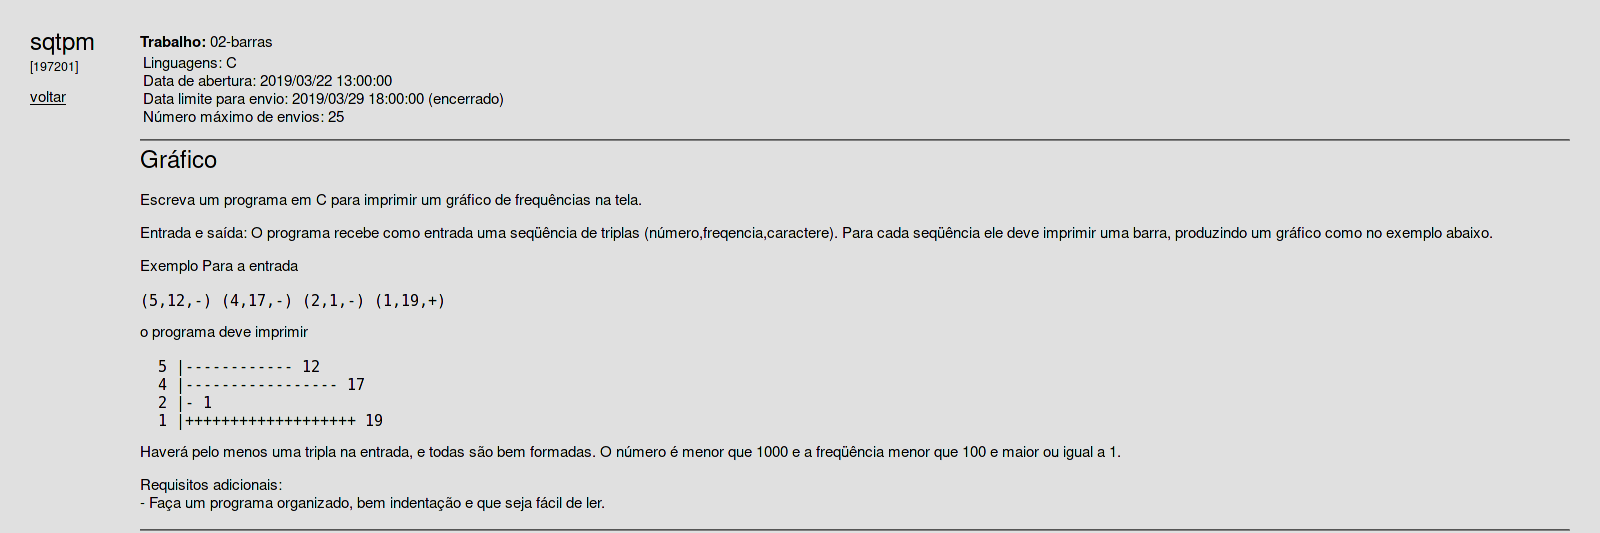 sqtpm
[197201]
voltar
Trabalho: 02-barras
Linguagens: C
Data de abertura: 2019/03/22 13:00:00
Data limite para envio: 2019/03/29 18:00:00 (encerrado)
Número máximo de envios: 25
Gráfico
Escreva um programa em C para imprimir um gráfico de frequências na tela.
Entrada e saída: O programa recebe como entrada uma seqüência de triplas (número,freqencia,caractere). Para cada seqüência ele deve imprimir uma barra, produzindo um gráfico como no exemplo abaixo.
Exemplo Para a entrada
(5,12,-) (4,17,-) (2,1,-) (1,19,+)
o programa deve imprimir
5 |------------ 12
4 |----------------- 17
2 |- 1
1 |+++++++++++++++++++ 19
Haverá pelo menos uma tripla na entrada, e todas são bem formadas. O número é menor que 1000 e a freqüência menor que 100 e maior ou igual a 1.
Requisitos adicionais:
- Faça um programa organizado, bem indentação e que seja fácil de ler.